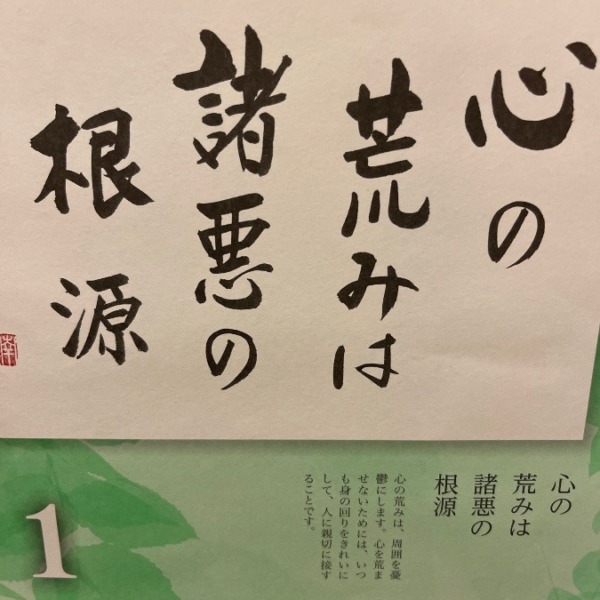 心の
荒みは
諸悪の
根源
南
心の
荒みは
諸悪の
根源
心の荒みは、周囲を憂
鬱にします。心を荒ま
せないためには、いつ
も身の回りをきれいに
して、人に親切に接す
ることです。
1